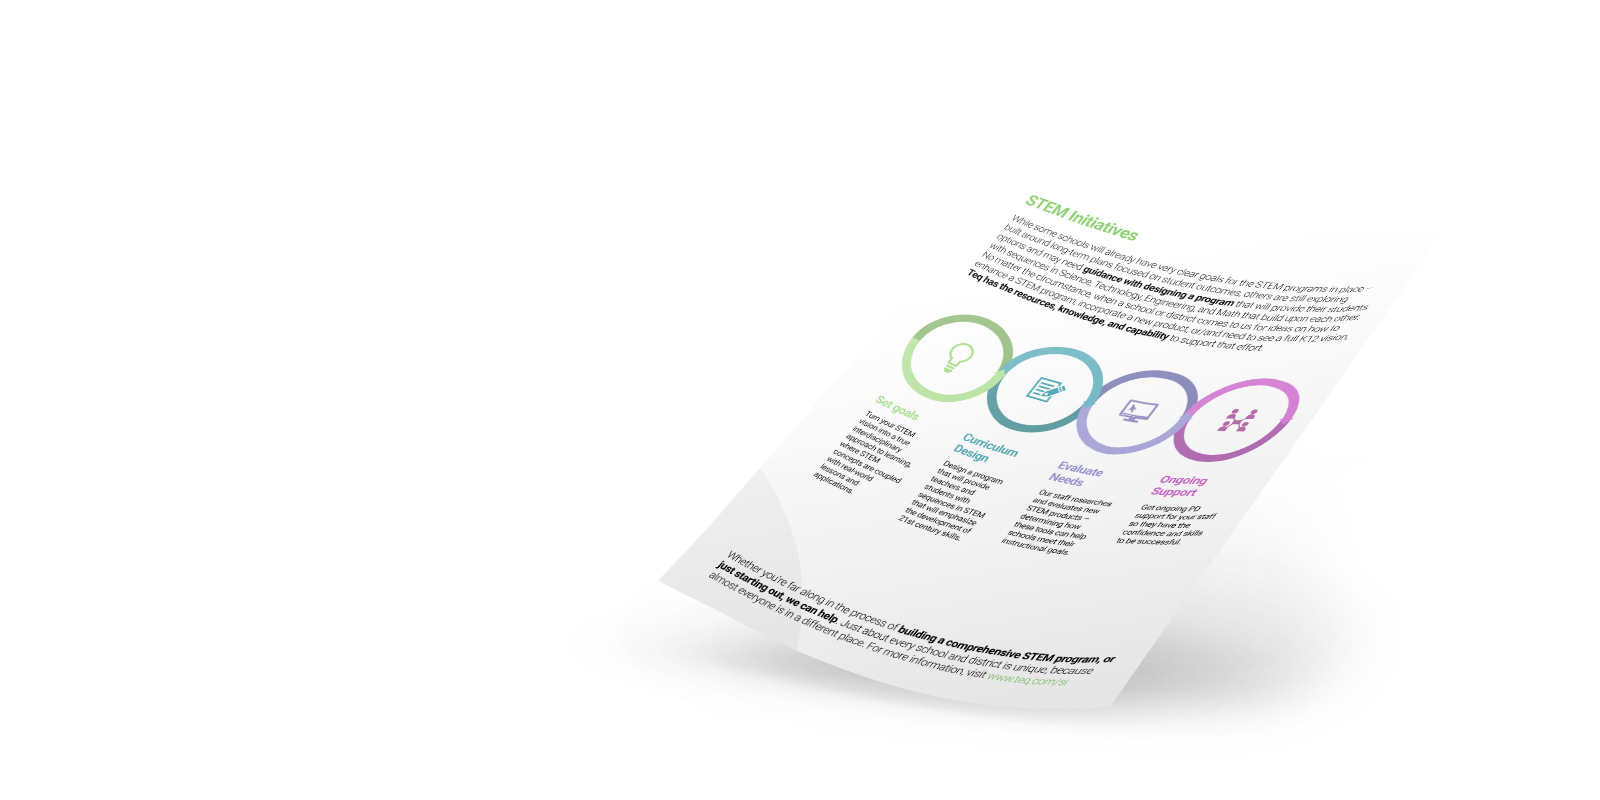 STEM Initiatives
While some schools will already have very clear goals for the STEM programs in place -
built around long-term plans focused on student outcomes, others are still exploring
options and may need guidance with designing a program that will provide their students
with sequences in Science, Technology, Engineering, and Math that build upon each other.
No matter the circumstance, when a school or district comes to us for ideas on how to
enhance a STEM program, incorporate a new product, or/and need to see a full K12 vision,
Teq has the resources, knowledge, and capability to support that effort.
Set goals
Turn your STEM
vision into a true
interdisciplinary
approach to learning,
where STEM
concepts are coupled
with real-world
lessons and
applications.
Curriculum
Design
Design a program
that will provide
teachers and
students with
sequences in STEM
that will emphasize
the development of
21st century skills.
Evaluate
Needs
Our staff researches
and evaluates new
STEM products –
determining how
these tools can help
schools meet their
instructional goals.
Ongoing
Support
Get ongoing PD
support for your staff
so they have the
confidence and skills
to be successful.
Whether you're far along in the process of building a comprehensive STEM program, or
just starting out, we can help. Just about every school and district is unique, because
almost everyone is in a different place. For more information, visit www.teq.com/si